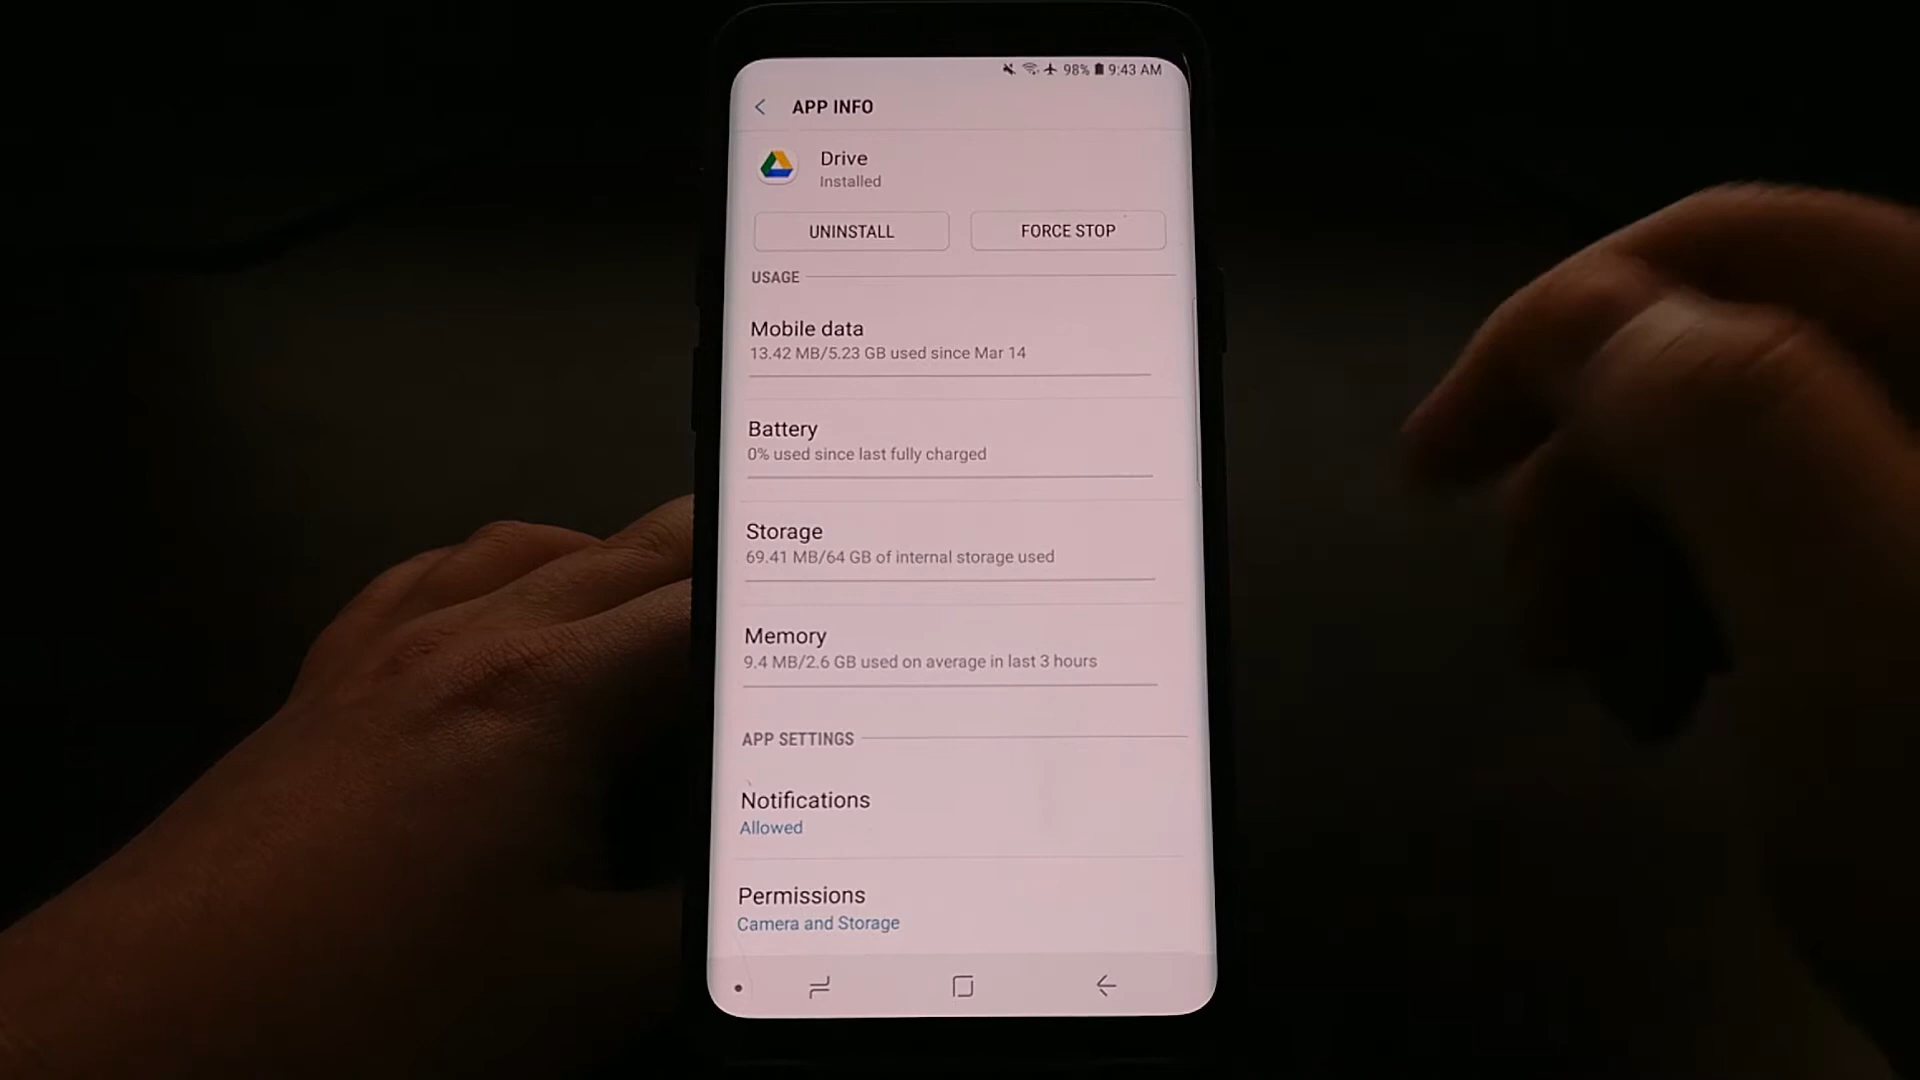 98% 9:43 AM
APP INFO
Drive
Installed
UNINSTALL
FORCE STOP
USAGE
Mobile data
13.42 MB/5.23 GB used since Mar 14
Battery
0% used since last fully charged
Storage
69.41 MB/64 GB of internal storage used
Memory
9.4 MB/2.6 GB used on average in last 3 hours
APP SETTINGS
Notifications
Allowed
Permissions
Camera and Storage